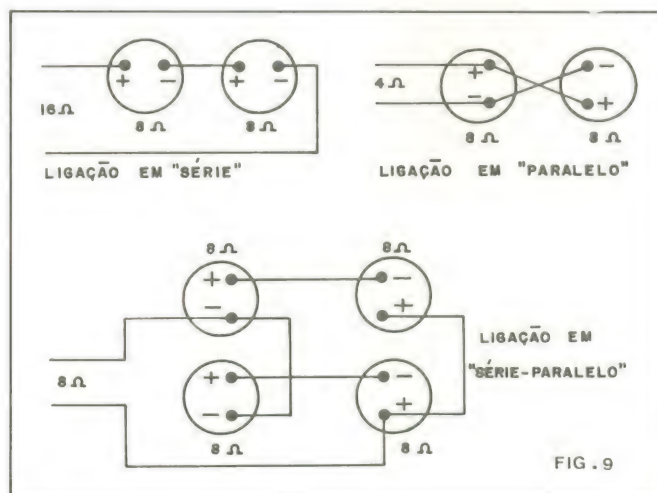 + - + -
16Ω
8Ω 8Ω
LIGAÇÃO EM "SÉRIE"
4Ω
+ -
- +
8Ω 8Ω
LIGAÇÃO EM "PARALELO"
8Ω 8Ω
+ -
- +
8Ω
+ -
- +
8Ω 8Ω
LIGAÇÃO EM
"SÉRIE-PARALELO"
FIG.9